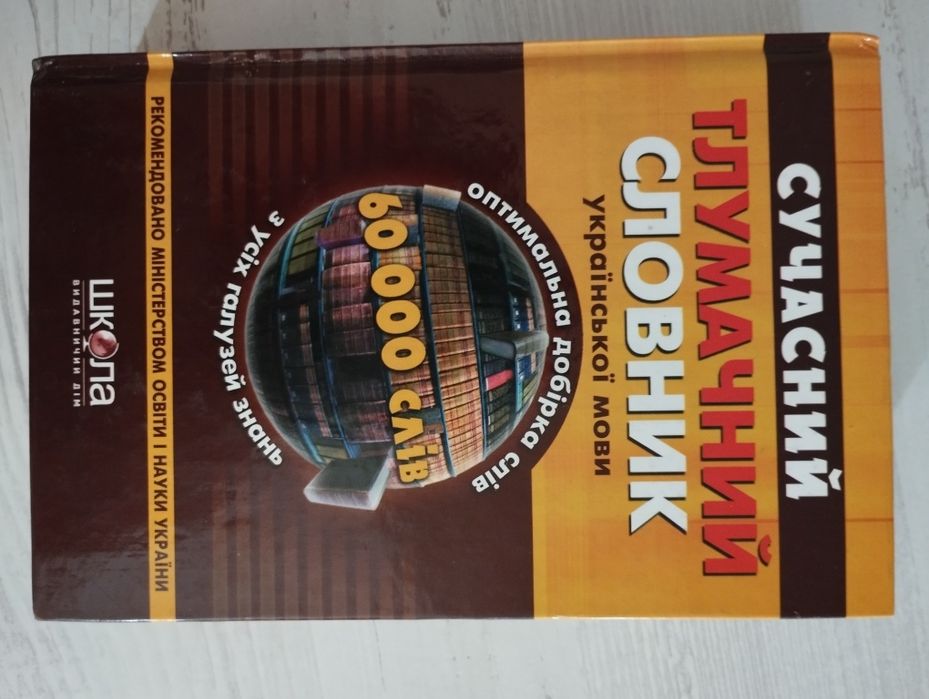 СУЧАСНИЙ
ТЛУМАЧНИЙ
СЛОВНИК
української мови
оптимальна добірка слів
60 000 слів
з усіх галузей знань
РЕКОМЕНДОВАНО МІНІСТЕРСТВОМ ОСВІТИ І НАУКИ УКРАЇНИ
ШКОЛА
ВИДАВНИЧИЙ ДІМ